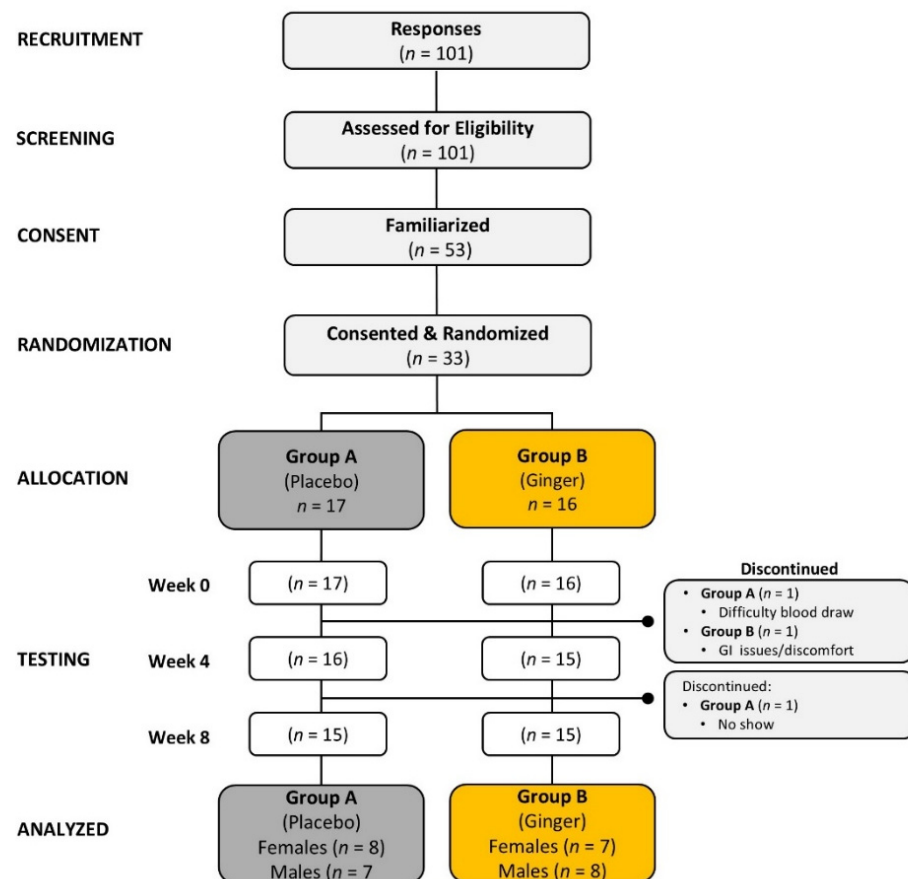 RECRUITMENT
Responses
(n = 101)
SCREENING
Assessed for Eligibility
(n = 101)
CONSENT
Familiarized
(n = 53)
RANDOMIZATION
Consented & Randomized
(n = 33)
ALLOCATION
Group A
(Placebo)
n = 17
Group B
(Ginger)
n = 16
Week 0
(n = 17)
(n = 16)
Discontinued
• Group A (n = 1)
• Difficulty blood draw
• Group B (n = 1)
• GI issues/discomfort
TESTING
Week 4
(n = 16)
(n = 15)
Discontinued:
• Group A (n = 1)
• No show
Week 8
(n = 15)
(n = 15)
ANALYZED
Group A
(Placebo)
Females (n = 8)
Males (n = 7
Group B
(Ginger)
Females (n = 7)
Males (n = 8)